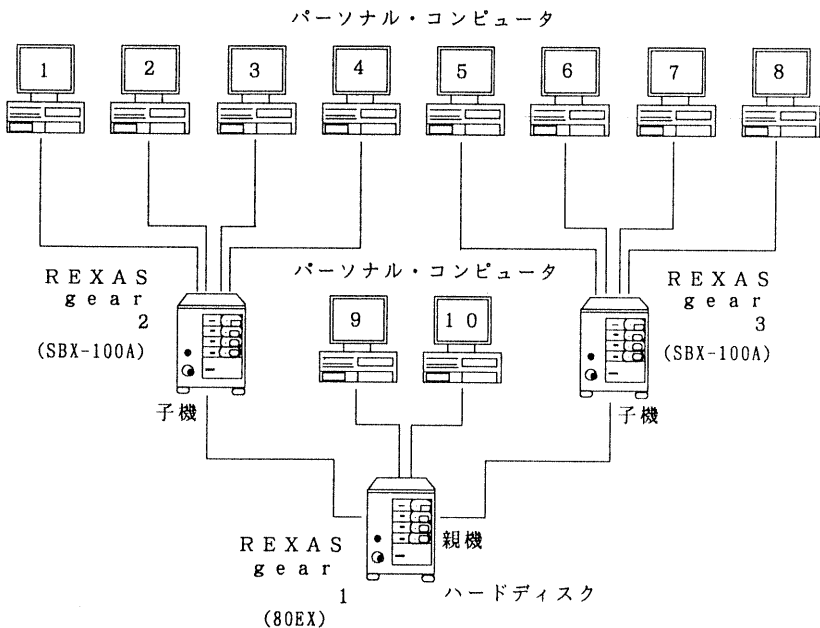 パーソナル・コンピュータ
1 2 3 4 5 6 7 8
REXAS
gear
2
(SBX-100A)
子機
パーソナル・コンピュータ
9 10
REXAS
gear
3
(SBX-100A)
子機
REXAS
gear
1
(80EX)
親機
ハードディスク